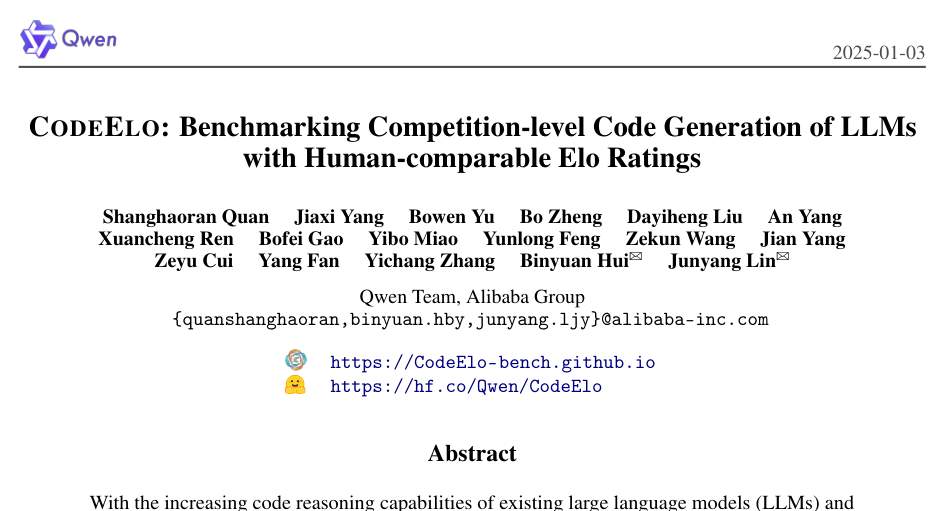 Qwen
2025-01-03
CODEELO: Benchmarking Competition-level Code Generation of LLMs
with Human-comparable Elo Ratings
Shanghaoran Quan Jiaxi Yang Bowen Yu Bo Zheng Dayiheng Liu An Yang
Xuancheng Ren Bofei Gao Yibo Miao Yunlong Feng Zekun Wang Jian Yang
Zeyu Cui Yang Fan Yichang Zhang Binyuan Hui✉ Junyang Lin✉
Qwen Team, Alibaba Group
{quanshanghaoran,binyuan.hby,junyang.ljy}@alibaba-inc.com
https://CodeElo-bench.github.io
https://hf.co/Qwen/CodeElo
Abstract
With the increasing code reasoning capabilities of existing large language models (LLMs) and